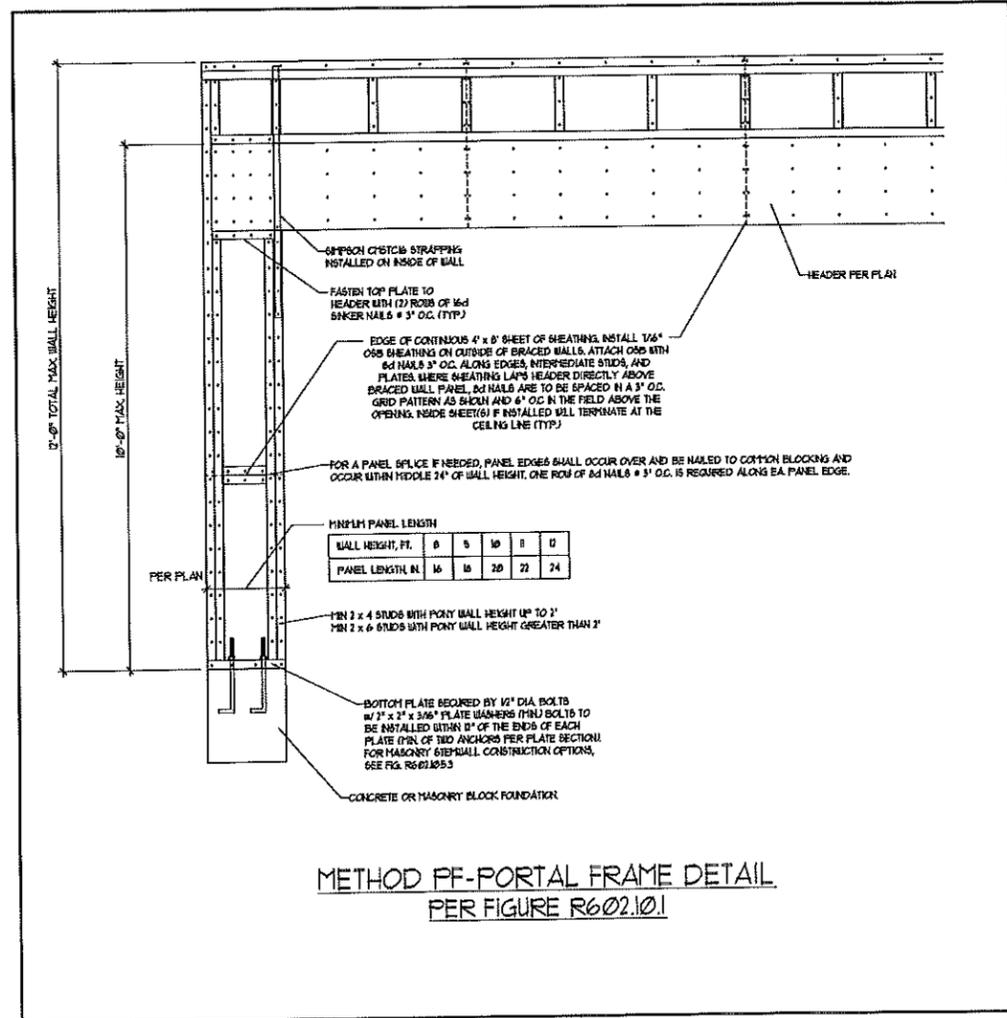 12'-0" TOTAL MAX. WALL HEIGHT
10'-0" MAX. HEIGHT
SIMPSON CMSTC16 STRAPPING
INSTALLED ON INSIDE OF WALL
HEADER PER PLAN
FASTEN TOP PLATE TO
HEADER WITH (2) ROWS OF 16d
SINKER NAILS @ 3" O.C. (TYP.)
EDGE OF CONTINUOUS 4' x 8' SHEET OF SHEATHING. INSTALL 7/16"
OSB SHEATHING ON OUTSIDE OF BRACED WALLS. ATTACH OSB WITH
8d NAILS 3" O.C. ALONG EDGES, INTERMEDIATE STUDS, AND
PLATES. WHERE SHEATHING LAPS HEADER DIRECTLY ABOVE
BRACED WALL PANEL, 8d NAILS ARE TO BE SPACED IN A 3" O.C.
GRID PATTERN AS SHOWN AND 6" O.C. IN THE FIELD ABOVE THE
OPENING. INSIDE SHEET(S) IF INSTALLED WILL TERMINATE AT THE
CEILING LINE (TYP.)
FOR A PANEL SPLICE IF NEEDED, PANEL EDGES SHALL OCCUR OVER AND BE NAILED TO COMMON BLOCKING AND
OCCUR WITHIN MIDDLE 24" OF WALL HEIGHT. ONE ROW OF 8d NAILS @ 3" O.C. IS REQUIRED ALONG EA. PANEL EDGE.
MINIMUM PANEL LENGTH
WALL HEIGHT, FT. 8 9 10 11 12
PANEL LENGTH, IN. 16 18 20 22 24
PER PLAN
MIN 2 x 4 STUDS WITH PONY WALL HEIGHT UP TO 2'
MIN 2 x 6 STUDS WITH PONY WALL HEIGHT GREATER THAN 2'
BOTTOM PLATE SECURED BY 1/2" DIA. BOLTS
W/ 2" x 2" x 3/16" PLATE WASHERS (MIN.) BOLTS TO
BE INSTALLED WITHIN 12" OF THE ENDS OF EACH
PLATE (MIN. OF TWO ANCHORS PER PLATE SECTION).
FOR MASONRY STEMWALL CONSTRUCTION OPTIONS,
SEE FIG. R602.10.5.3
CONCRETE OR MASONRY BLOCK FOUNDATION
METHOD PF-PORTAL FRAME DETAIL
PER FIGURE R602.10.1